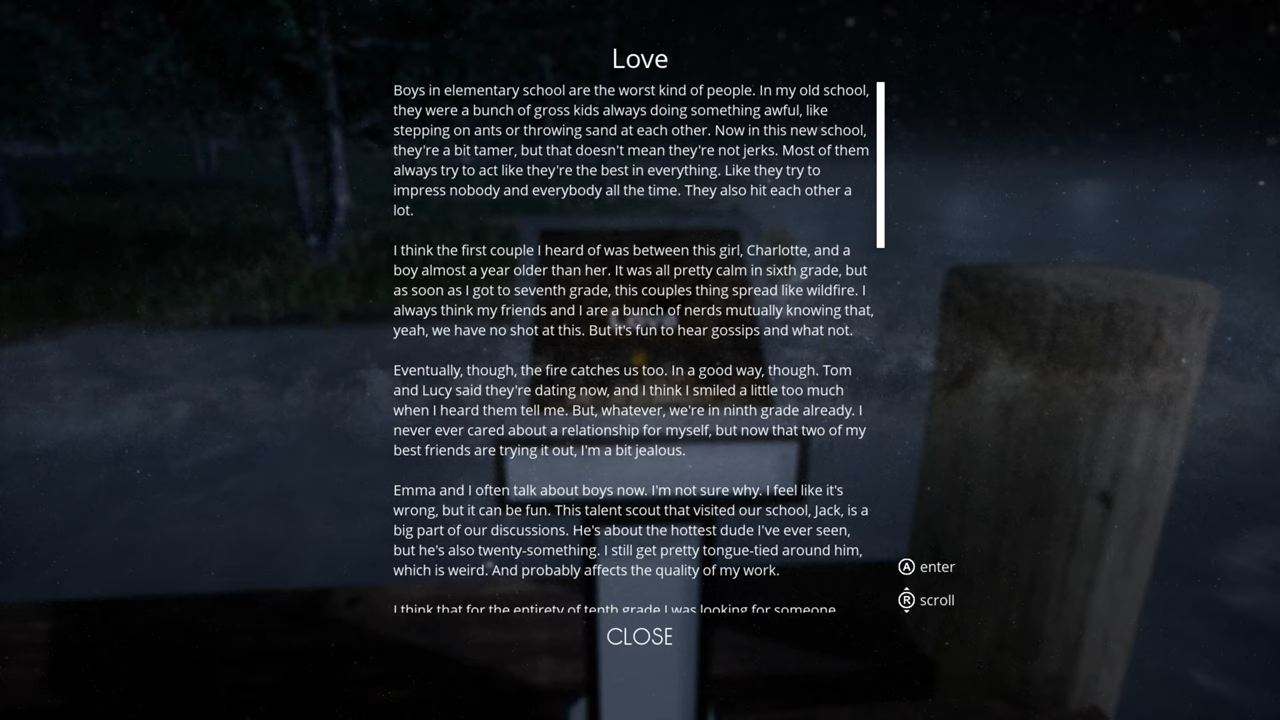 Love
Boys in elementary school are the worst kind of people. In my old school,
they were a bunch of gross kids always doing something awful, like
stepping on ants or throwing sand at each other. Now in this new school,
they're a bit tamer, but that doesn't mean they're not jerks. Most of them
always try to act like they're the best in everything. Like they try to
impress nobody and everybody all the time. They also hit each other a
lot.
I think the first couple I heard of was between this girl, Charlotte, and a
boy almost a year older than her. It was all pretty calm in sixth grade, but
as soon as I got to seventh grade, this couples thing spread like wildfire. I
always think my friends and I are a bunch of nerds mutually knowing that,
yeah, we have no shot at this. But it's fun to hear gossips and what not.
Eventually, though, the fire catches us too. In a good way, though. Tom
and Lucy said they're dating now, and I think I smiled a little too much
when I heard them tell me. But, whatever, we're in ninth grade already. I
never ever cared about a relationship for myself, but now that two of my
best friends are trying it out, I'm a bit jealous.
Emma and I often talk about boys now. I'm not sure why. I feel like it's
wrong, but it can be fun. This talent scout that visited our school, Jack, is a
big part of our discussions. He's about the hottest dude I've ever seen,
but he's also twenty-something. I still get pretty tongue-tied around him,
which is weird. And probably affects the quality of my work.
I think that for the entirety of tenth grade I was looking for someone
A enter
R scroll
CLOSE